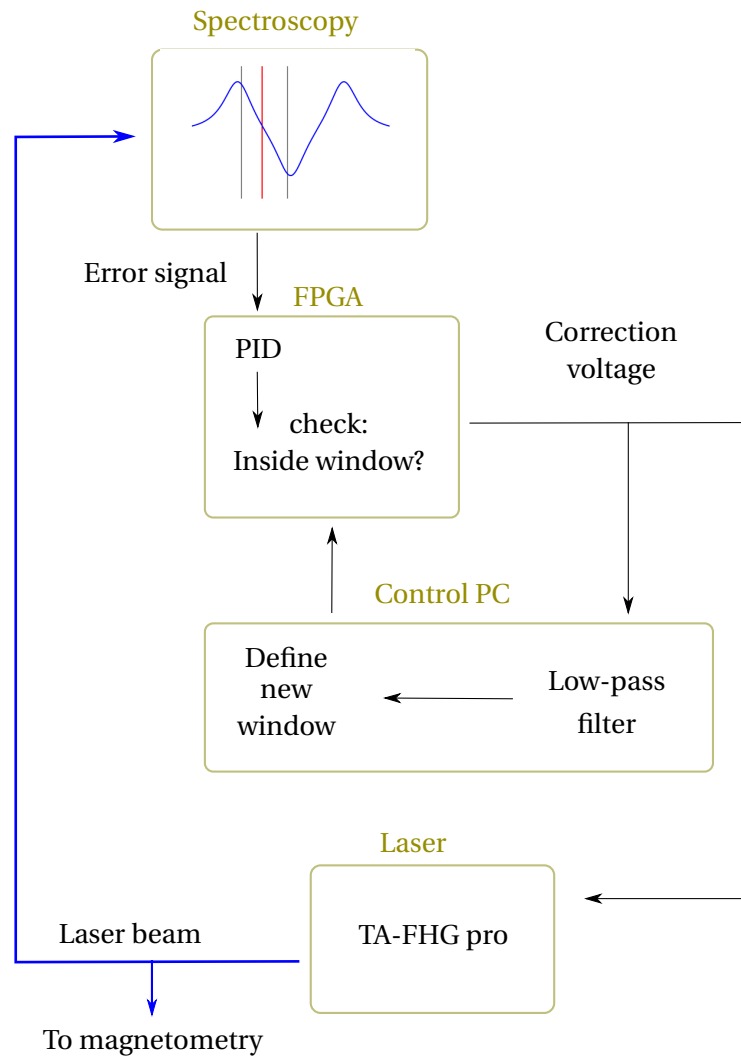 Spectroscopy
Error signal
FPGA
PID
check:
Inside window?
Correction
voltage
Control PC
Define
new
window
Low-pass
filter
Laser
TA-FHG pro
Laser beam
To magnetometry